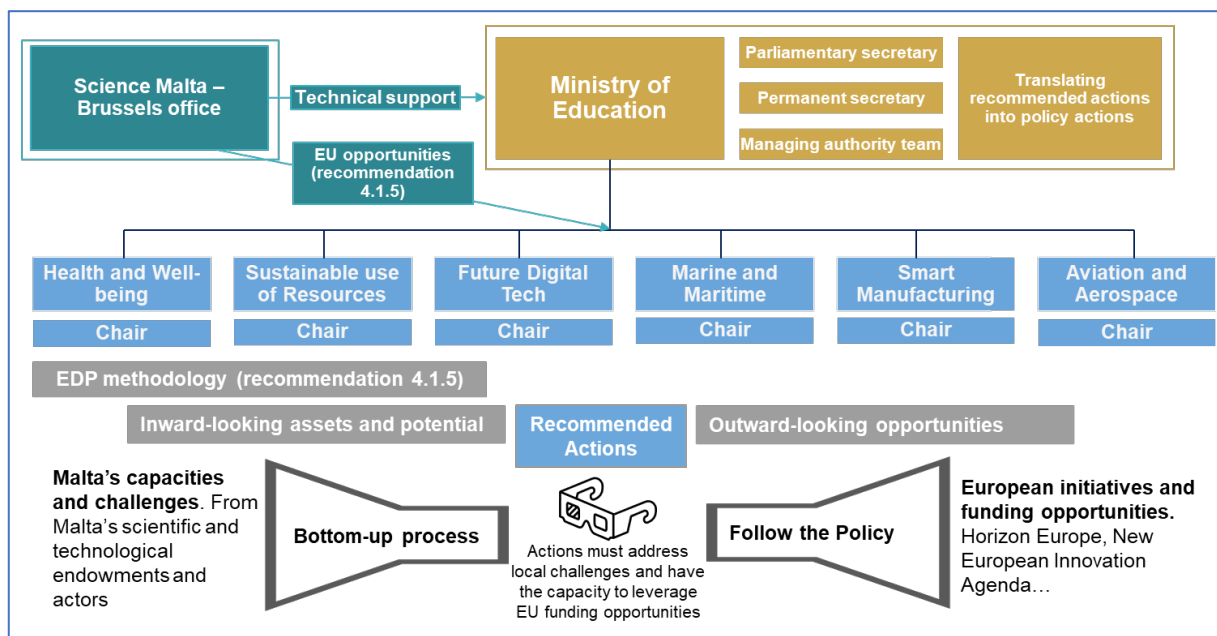 Science Malta –
Brussels office
Technical support
Ministry of
Education
Parliamentary secretary
Permanent secretary
Managing authority team
Translating
recommended actions
into policy actions
EU opportunities
(recommendation
4.1.5)
Health and Well-
being
Chair
Sustainable use
of Resources
Chair
Future Digital
Tech
Chair
Marine and
Maritime
Chair
Smart
Manufacturing
Chair
Aviation and
Aerospace
Chair
EDP methodology (recommendation 4.1.5)
Inward-looking assets and potential
Recommended
Actions
Outward-looking opportunities
Malta’s capacities
and challenges. From
Malta’s scientific and
technological
endowments and
actors
Bottom-up process
Actions must address
local challenges and have
the capacity to leverage
EU funding opportunities
Follow the Policy
European initiatives and
funding opportunities.
Horizon Europe, New
European Innovation
Agenda…